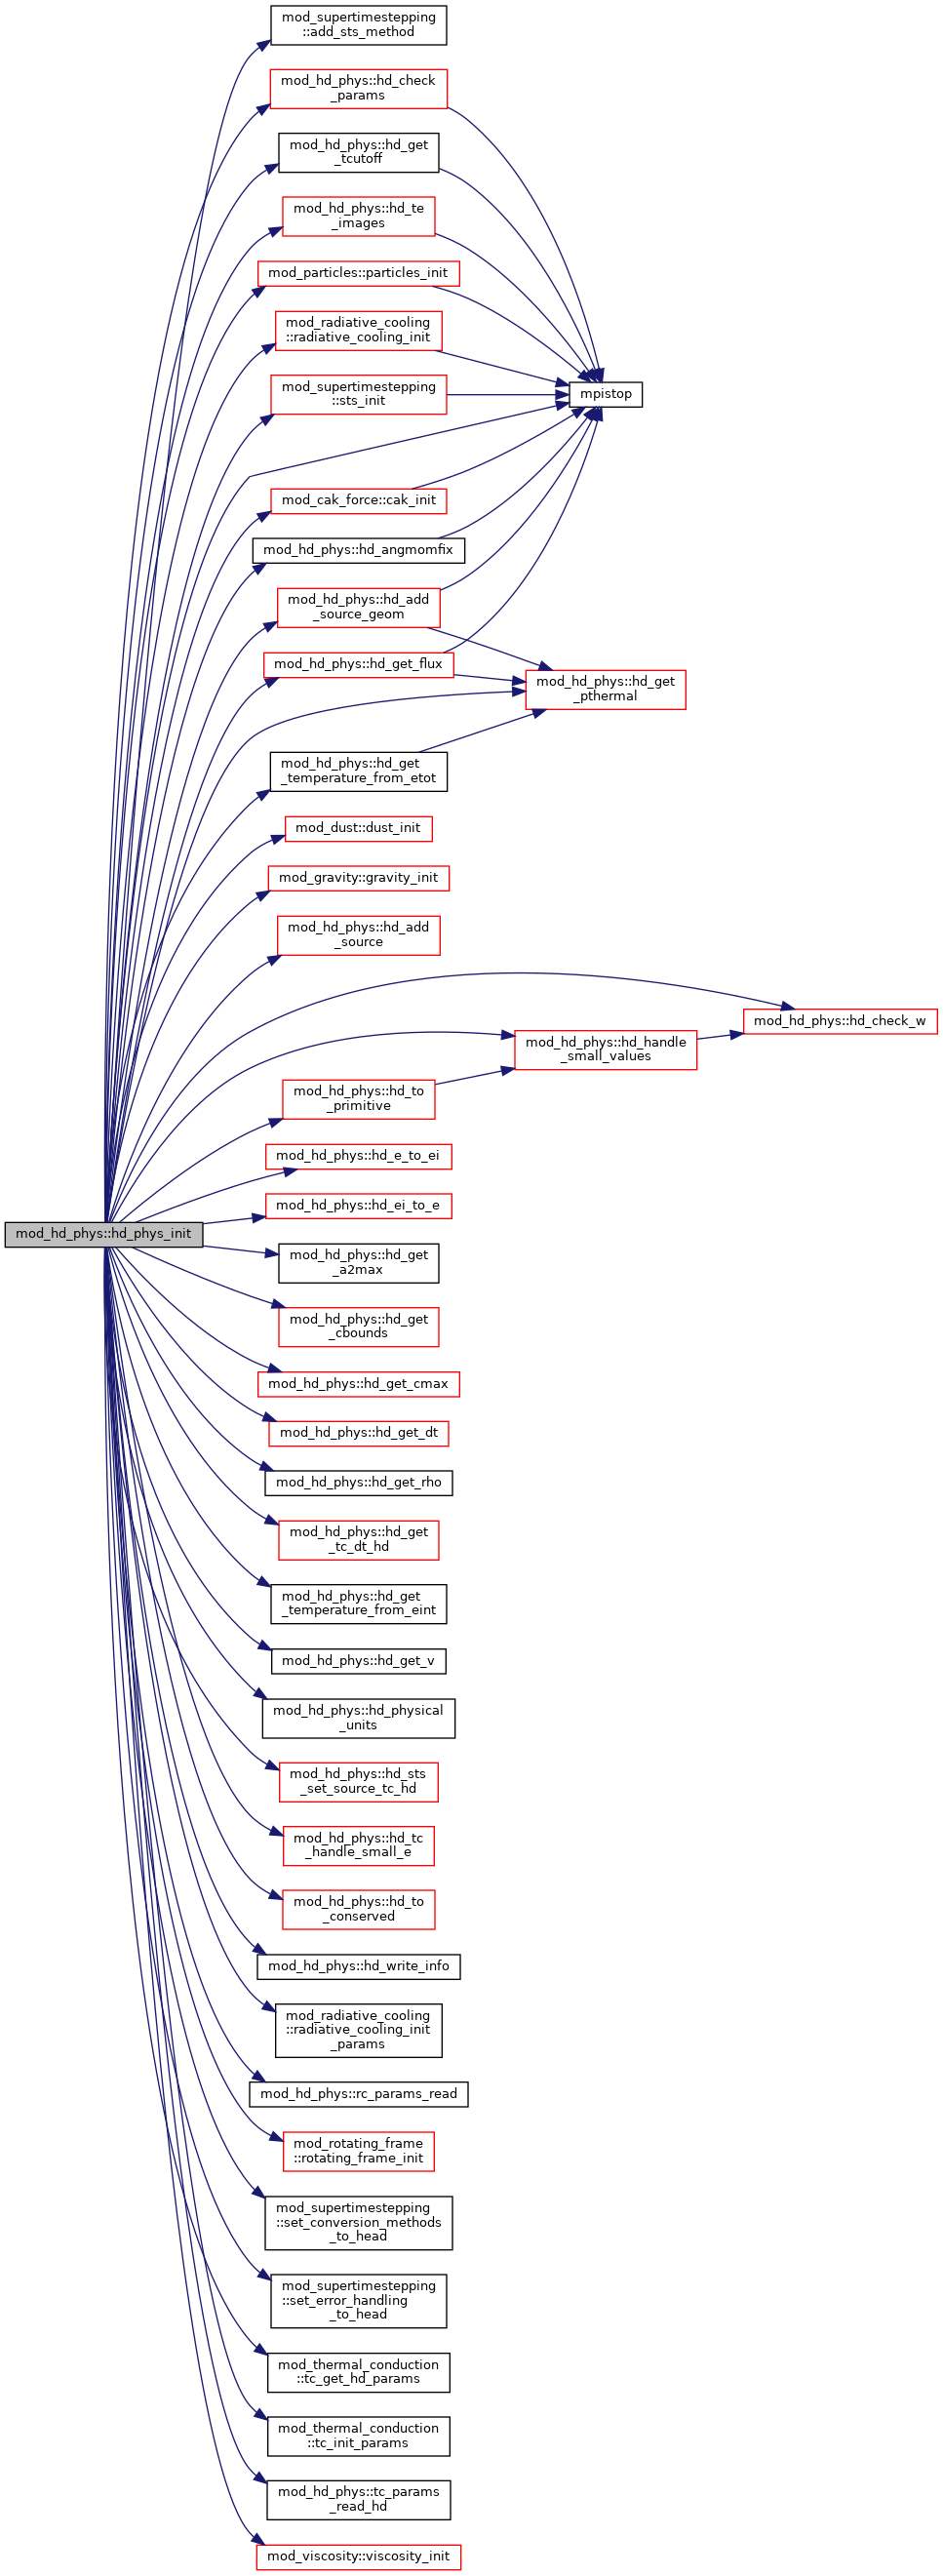 mod_supertimestepping
::add_sts_method
mod_hd_phys::hd_check
_params
mod_hd_phys::hd_get
_tcutoff
mod_hd_phys::hd_te
_images
mod_particles::particles_init
mod_radiative_cooling
::radiative_cooling_init
mod_supertimestepping
::sts_init
mpistop
mod_cak_force::cak_init
mod_hd_phys::hd_angmomfix
mod_hd_phys::hd_add
_source_geom
mod_hd_phys::hd_get_flux
mod_hd_phys::hd_get
_pthermal
mod_hd_phys::hd_get
_temperature_from_etot
mod_dust::dust_init
mod_gravity::gravity_init
mod_hd_phys::hd_add
_source
mod_hd_phys::hd_check_w
mod_hd_phys::hd_handle
_small_values
mod_hd_phys::hd_to
_primitive
mod_hd_phys::hd_e_to_ei
mod_hd_phys::hd_ei_to_e
mod_hd_phys::hd_phys_init
mod_hd_phys::hd_get
_a2max
mod_hd_phys::hd_get
_cbounds
mod_hd_phys::hd_get_cmax
mod_hd_phys::hd_get_dt
mod_hd_phys::hd_get_rho
mod_hd_phys::hd_get
_tc_dt_hd
mod_hd_phys::hd_get
_temperature_from_eint
mod_hd_phys::hd_get_v
mod_hd_phys::hd_physical
_units
mod_hd_phys::hd_sts
_set_source_tc_hd
mod_hd_phys::hd_tc
_handle_small_e
mod_hd_phys::hd_to
_conserved
mod_hd_phys::hd_write_info
mod_radiative_cooling
::radiative_cooling_init
_params
mod_hd_phys::rc_params_read
mod_rotating_frame
::rotating_frame_init
mod_supertimestepping
::set_conversion_methods
_to_head
mod_supertimestepping
::set_error_handling
_to_head
mod_thermal_conduction
::tc_get_hd_params
mod_thermal_conduction
::tc_init_params
mod_hd_phys::tc_params
_read_hd
mod_viscosity::viscosity_init